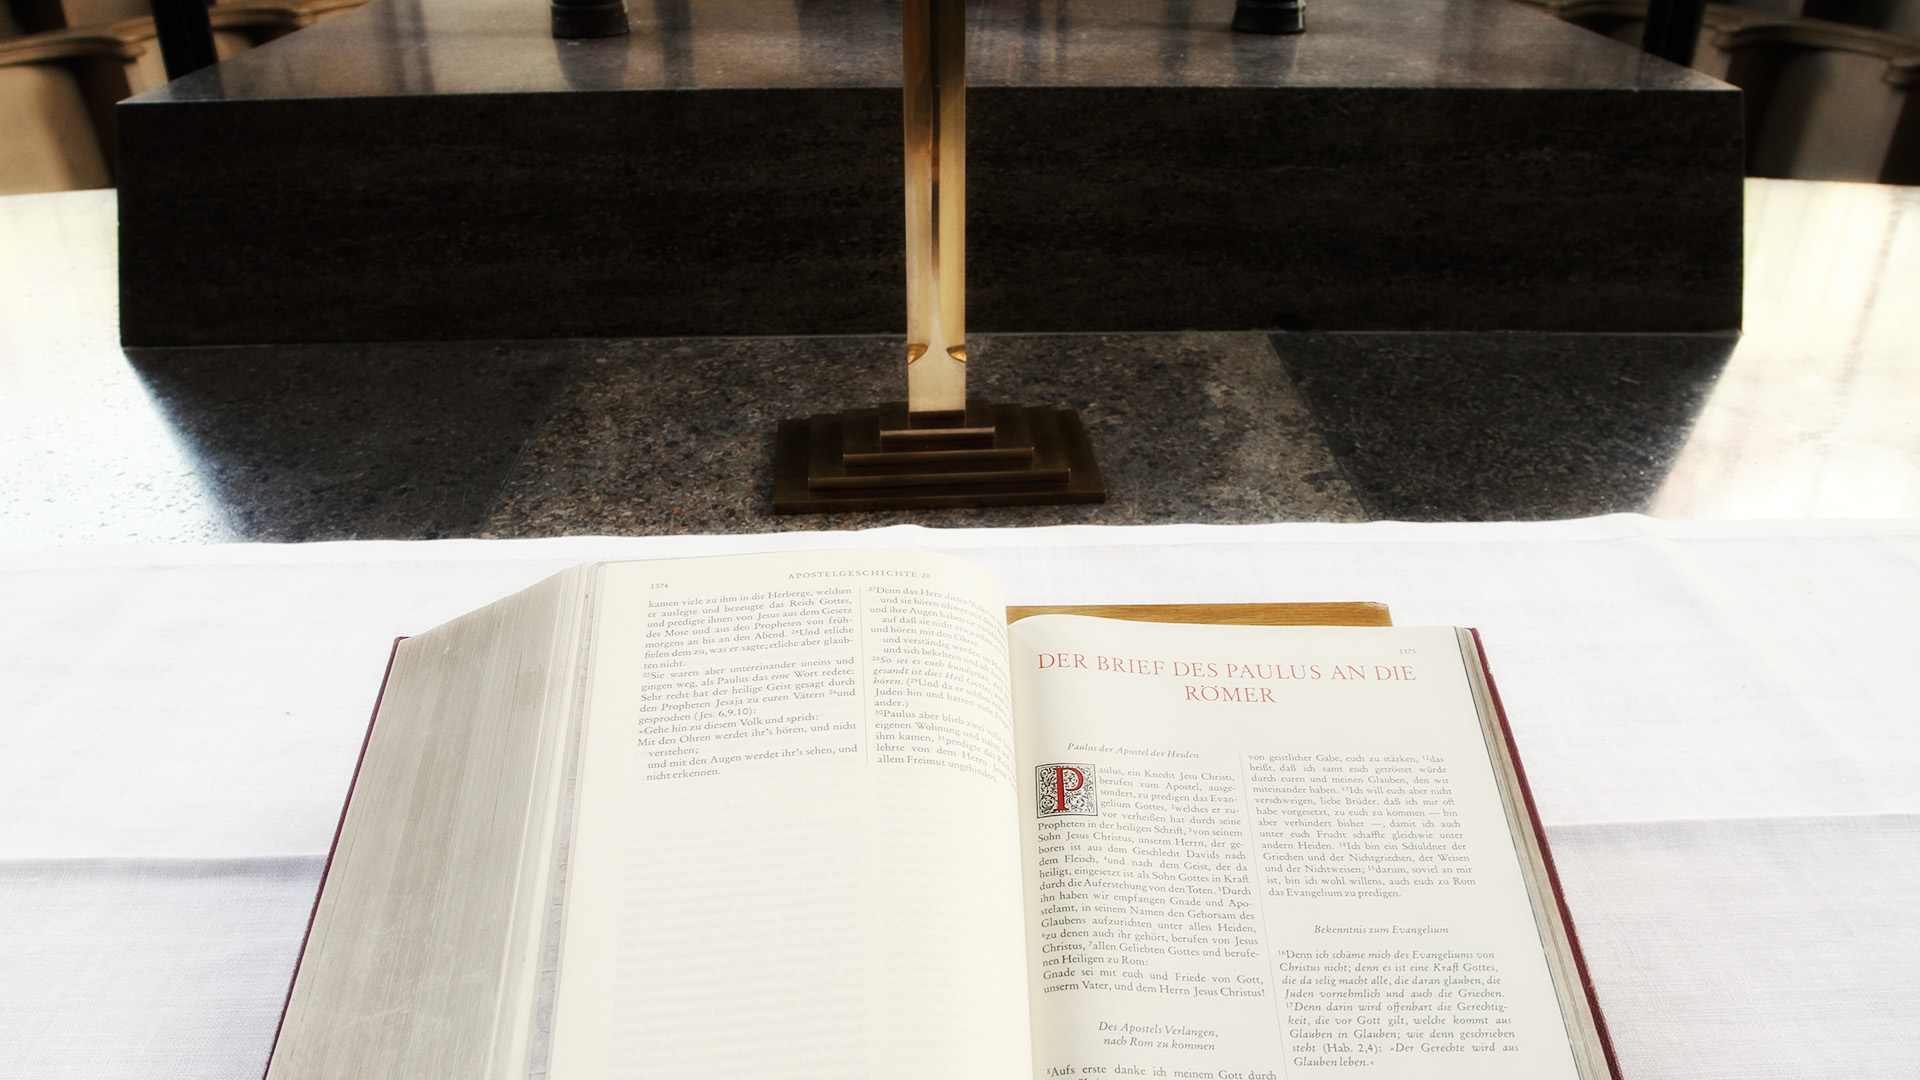 1374
APOSTELGESCHICHTE 28
kamen viele zu ihm in die Herberge, welchen
er auslegte und bezeugte das Reich Gottes,
und predigte ihnen von Jesus aus dem Gesetz
des Mose und aus den Propheten von früh-
morgens an bis an den Abend. ²⁴Und etliche
fielen dem zu, was er sagte; etliche aber glaub-
ten nicht.
²⁵Sie waren aber untereinander uneins und
gingen weg, als Paulus das eine Wort redete:
Sehr recht hat der heilige Geist gesagt durch
den Propheten Jesaja zu euren Vätern ²⁶und
gesprochen (Jes. 6,9.10):
»Gehe hin zu diesem Volk und sprich:
Mit den Ohren werdet ihr's hören, und nicht
verstehen;
und mit den Augen werdet ihr's sehen, und
nicht erkennen.
²⁷Denn das Herz dieses
und sie hören schwer mit
und ihre Augen haben sie
auf daß sie nicht etwa
und hören mit den Ohren
und verständig werden im
und sich bekehren und ich
²⁸So sei es euch kundgetan, daß
gesandt ist dies Heil Gottes;
hören. (²⁹Und da er solches
Juden hin und hatten viele
ander.)
³⁰Paulus aber blieb zwei
eigenen Wohnung und nahm
ihm kamen, ³¹predigte das
lehrte von dem Herrn Jesus
allem Freimut ungehindert.
1375
DER BRIEF DES PAULUS AN DIE
RÖMER
Paulus der Apostel der Heiden
Paulus, ein Knecht Jesu Christi,
berufen zum Apostel, ausge-
sondert, zu predigen das Evan-
gelium Gottes, ²welches er zu-
vor verheißen hat durch seine
Propheten in der heiligen Schrift, ³von seinem
Sohn Jesus Christus, unserm Herrn, der ge-
boren ist aus dem Geschlecht Davids nach
dem Fleisch, ⁴und nach dem Geist, der da
heiligt, eingesetzt ist als Sohn Gottes in Kraft
durch die Auferstehung von den Toten. ⁵Durch
ihn haben wir empfangen Gnade und Apo-
stelamt, in seinem Namen den Gehorsam des
Glaubens aufzurichten unter allen Heiden,
⁶zu denen auch ihr gehört, berufen von Jesus
Christus, ⁷allen Geliebten Gottes und berufe-
nen Heiligen zu Rom:
Gnade sei mit euch und Friede von Gott,
unserm Vater, und dem Herrn Jesus Christus!
Des Apostels Verlangen,
nach Rom zu kommen
⁸Aufs erste danke ich meinem Gott durch
von geistlicher Gabe, euch zu stärken, ¹²das
heißt, daß ich samt euch getröstet würde
durch euren und meinen Glauben, den wir
miteinander haben. ¹³Ich will euch aber nicht
verschweigen, liebe Brüder, daß ich mir oft
habe vorgesetzt, zu euch zu kommen — bin
aber verhindert bisher —, damit ich auch
unter euch Frucht schaffte gleichwie unter
andern Heiden. ¹⁴Ich bin ein Schuldner der
Griechen und der Nichtgriechen, der Weisen
und der Nichtweisen; ¹⁵darum, soviel an mir
ist, bin ich wohl willens, auch euch zu Rom
das Evangelium zu predigen.
Bekenntnis zum Evangelium
¹⁶Denn ich schäme mich des Evangeliums von
Christus nicht; denn es ist eine Kraft Gottes,
die da selig macht alle, die daran glauben, die
Juden vornehmlich und auch die Griechen.
¹⁷Denn darin wird offenbart die Gerechtig-
keit, die vor Gott gilt, welche kommt aus
Glauben in Glauben; wie denn geschrieben
steht (Hab. 2,4): »Der Gerechte wird aus
Glauben leben.«